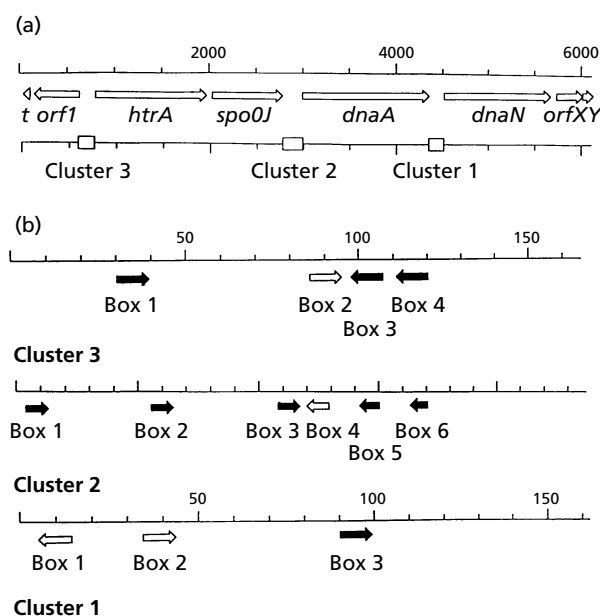 (a)
2000 4000 6000
t orf1 htrA spo0J dnaA dnaN orfXY
Cluster 3 Cluster 2 Cluster 1
(b)
50 100 150
Box 1 Box 2 Box 4
Box 3
Cluster 3
Box 1 Box 2 Box 3 Box 4 Box 6
Box 5
Cluster 2
50 100 150
Box 1 Box 2 Box 3
Cluster 1